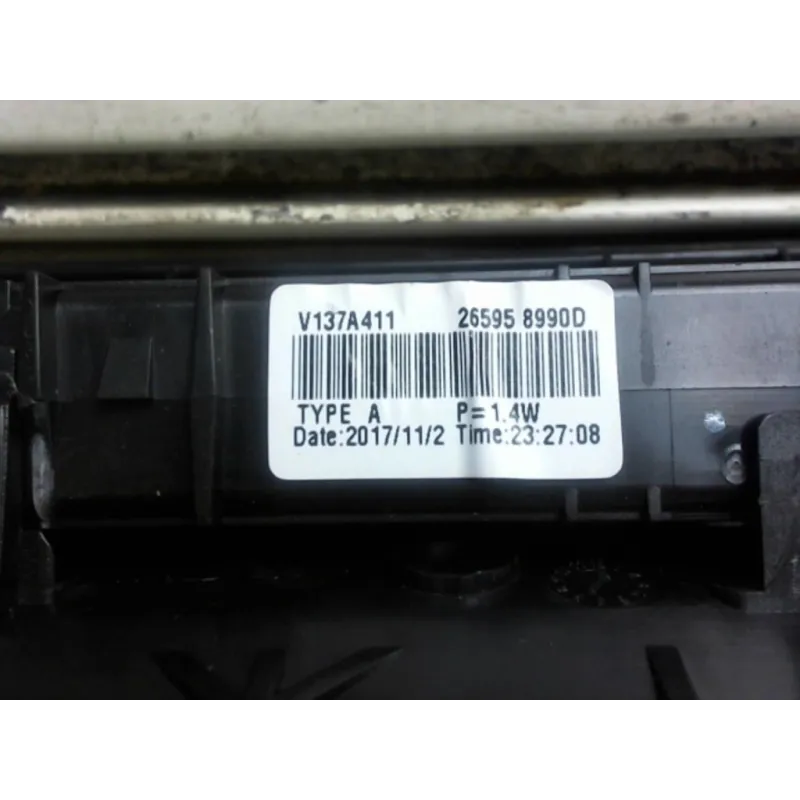 V137A411 26595 8990D
TYPE A P=1.4W
Date:2017/11/2 Time:23:27:08